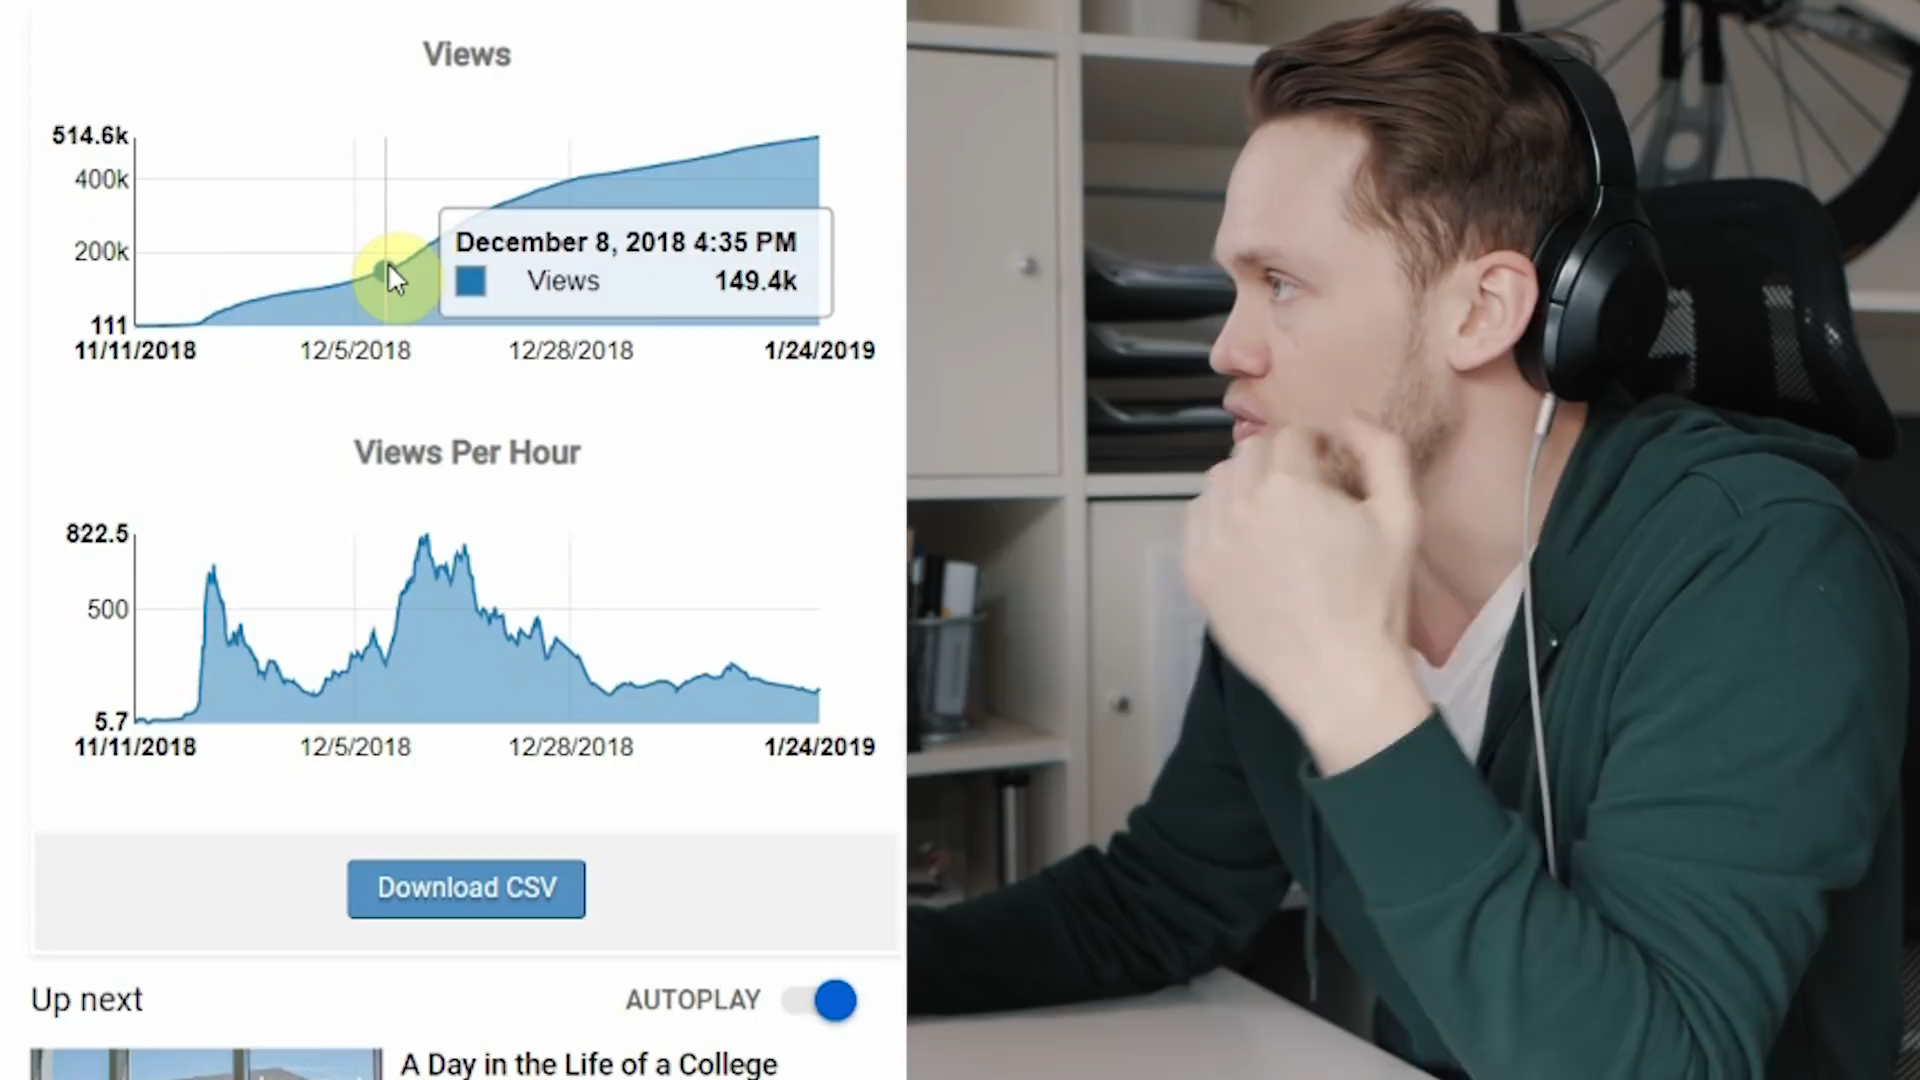 Views
514.6k
400k
200k
111
December 8, 2018 4:35 PM
Views 149.4k
11/11/2018 12/5/2018 12/28/2018 1/24/2019
Views Per Hour
822.5
500
5.7
11/11/2018 12/5/2018 12/28/2018 1/24/2019
Download CSV
Up next AUTOPLAY
A Day in the Life of a College